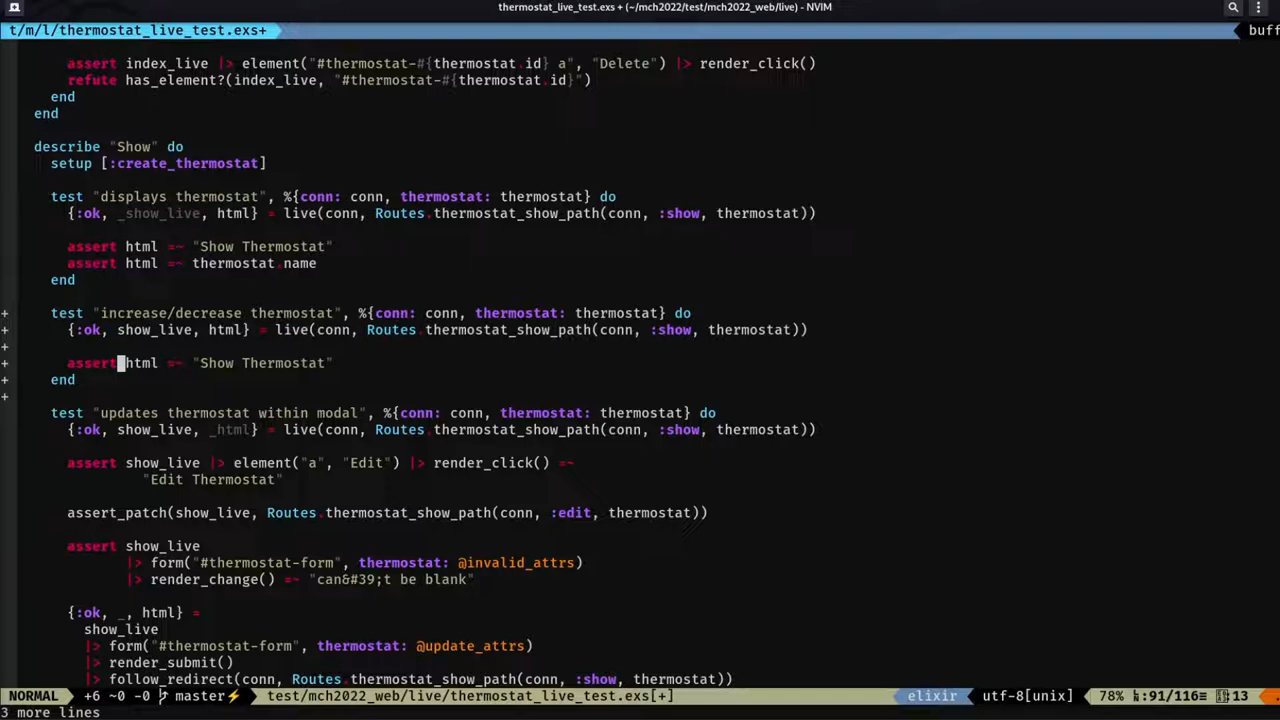 thermostat_live_test.exs + (~/mch2022/test/mch2022_web/live) - NVIM
t/m/l/thermostat_live_test.exs+ buff
assert index_live |> element("#thermostat-#{thermostat.id} a", "Delete") |> render_click()
refute has_element?(index_live, "#thermostat-#{thermostat.id}")
end
end
describe "Show" do
setup [:create_thermostat]
test "displays thermostat", %{conn: conn, thermostat: thermostat} do
{:ok, _show_live, html} = live(conn, Routes.thermostat_show_path(conn, :show, thermostat))
assert html =~ "Show Thermostat"
assert html =~ thermostat.name
end
+ test "increase/decrease thermostat", %{conn: conn, thermostat: thermostat} do
+ {:ok, show_live, html} = live(conn, Routes.thermostat_show_path(conn, :show, thermostat))
+
+ assert html =~ "Show Thermostat"
+ end
+
test "updates thermostat within modal", %{conn: conn, thermostat: thermostat} do
{:ok, show_live, _html} = live(conn, Routes.thermostat_show_path(conn, :show, thermostat))
assert show_live |> element("a", "Edit") |> render_click() =~
"Edit Thermostat"
assert_patch(show_live, Routes.thermostat_show_path(conn, :edit, thermostat))
assert show_live
|> form("#thermostat-form", thermostat: @invalid_attrs)
|> render_change() =~ "can&#39;t be blank"
{:ok, _, html} =
show_live
|> form("#thermostat-form", thermostat: @update_attrs)
|> render_submit()
|> follow_redirect(conn, Routes.thermostat_show_path(conn, :show, thermostat))
NORMAL +6 ~0 -0 master⚡ test/mch2022_web/live/thermostat_live_test.exs[+] elixir utf-8[unix] 78% :91/116≡ :13
3 more lines